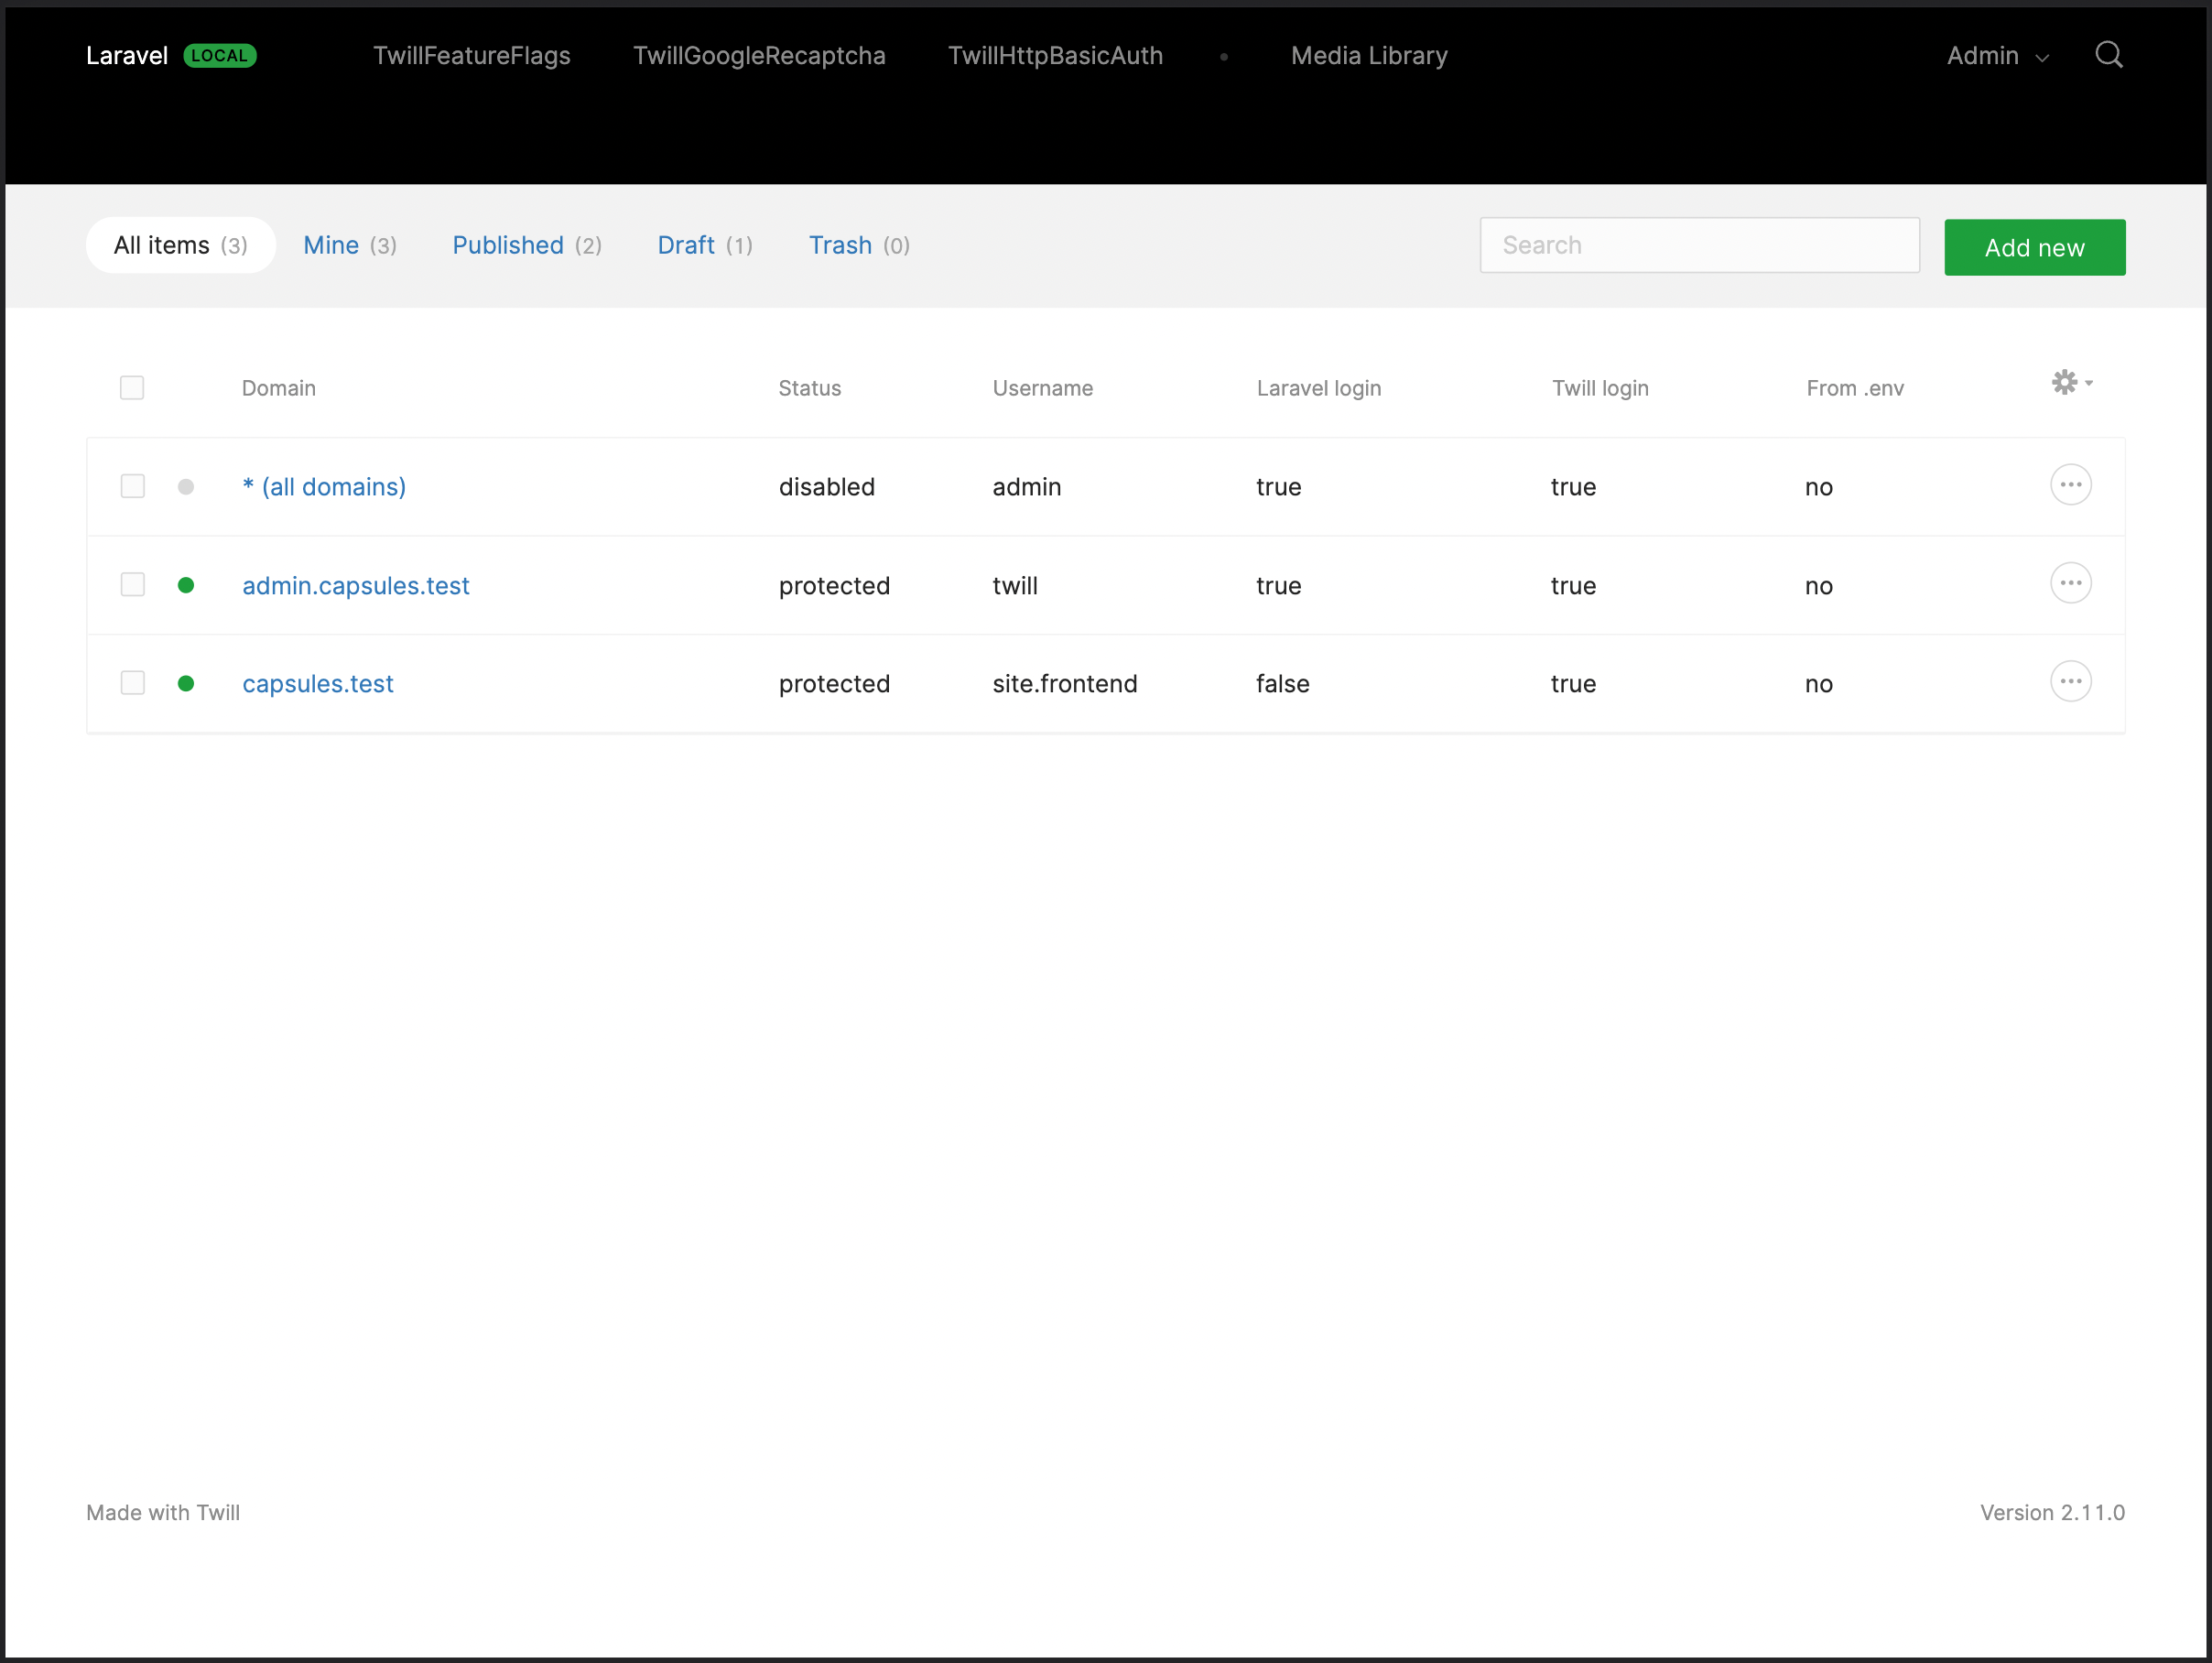 Laravel LOCAL TwillFeatureFlags TwillGoogleRecaptcha TwillHttpBasicAuth • Media Library Admin
All items (3) Mine (3) Published (2) Draft (1) Trash (0) Search Add new
Domain Status Username Laravel login Twill login From .env
* (all domains) disabled admin true true no
admin.capsules.test protected twill true true no
capsules.test protected site.frontend false true no
Made with Twill Version 2.11.0